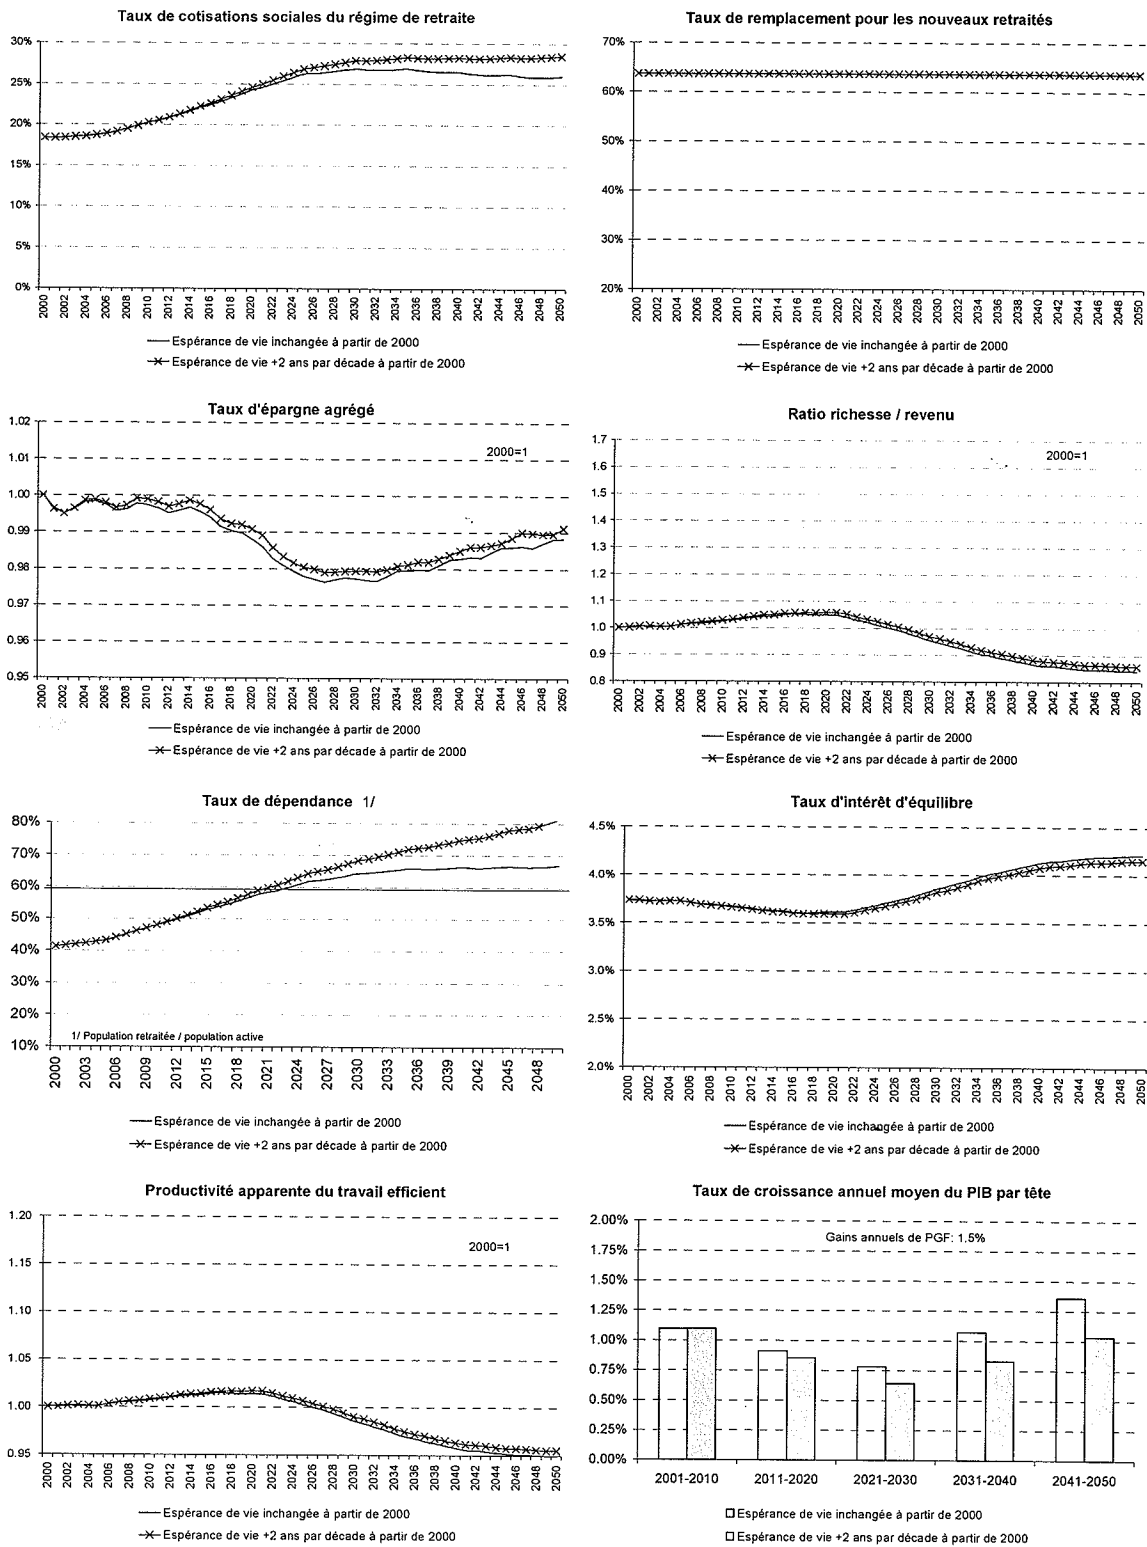 Taux de cotisations sociales du régime de retraite
30%
25%
20%
15%
10%
5%
0%
2000 2002 2004 2006 2008 2010 2012 2014 2016 2018 2020 2022 2024 2026 2028 2030 2032 2034 2036 2038 2040 2042 2044 2046 2048 2050
Espérance de vie inchangée à partir de 2000
Espérance de vie +2 ans par décade à partir de 2000
Taux de remplacement pour les nouveaux retraités
70%
60%
50%
40%
30%
20%
2000 2002 2004 2006 2008 2010 2012 2014 2016 2018 2020 2022 2024 2026 2028 2030 2032 2034 2036 2038 2040 2042 2044 2046 2048 2050
Espérance de vie inchangée à partir de 2000
Espérance de vie +2 ans par décade à partir de 2000
Taux d'épargne agrégé
2000=1
1.02
1.01
1.00
0.99
0.98
0.97
0.96
0.95
2000 2002 2004 2006 2008 2010 2012 2014 2016 2018 2020 2022 2024 2026 2028 2030 2032 2034 2036 2038 2040 2042 2044 2046 2048 2050
Espérance de vie inchangée à partir de 2000
Espérance de vie +2 ans par décade à partir de 2000
Ratio richesse / revenu
2000=1
1.7
1.6
1.5
1.4
1.3
1.2
1.1
1.0
0.9
0.8
2000 2002 2004 2006 2008 2010 2012 2014 2016 2018 2020 2022 2024 2026 2028 2030 2032 2034 2036 2038 2040 2042 2044 2046 2048 2050
Espérance de vie inchangée à partir de 2000
Espérance de vie +2 ans par décade à partir de 2000
Taux de dépendance 1/
80%
70%
60%
50%
40%
30%
20%
10%
1/ Population retraitée / population active
2000 2003 2006 2009 2012 2015 2018 2021 2024 2027 2030 2033 2036 2039 2042 2045 2048
Espérance de vie inchangée à partir de 2000
Espérance de vie +2 ans par décade à partir de 2000
Taux d'intérêt d'équilibre
4.5%
4.0%
3.5%
3.0%
2.5%
2.0%
2000 2002 2004 2006 2008 2010 2012 2014 2016 2018 2020 2022 2024 2026 2028 2030 2032 2034 2036 2038 2040 2042 2044 2046 2048 2050
Espérance de vie inchangée à partir de 2000
Espérance de vie +2 ans par décade à partir de 2000
Productivité apparente du travail efficient
2000=1
1.20
1.15
1.10
1.05
1.00
0.95
2000 2002 2004 2006 2008 2010 2012 2014 2016 2018 2020 2022 2024 2026 2028 2030 2032 2034 2036 2038 2040 2042 2044 2046 2048 2050
Espérance de vie inchangée à partir de 2000
Espérance de vie +2 ans par décade à partir de 2000
Taux de croissance annuel moyen du PIB par tête
Gains annuels de PGF: 1.5%
2.00%
1.75%
1.50%
1.25%
1.00%
0.75%
0.50%
0.25%
0.00%
2001-2010 2011-2020 2021-2030 2031-2040 2041-2050
Espérance de vie inchangée à partir de 2000
Espérance de vie +2 ans par décade à partir de 2000